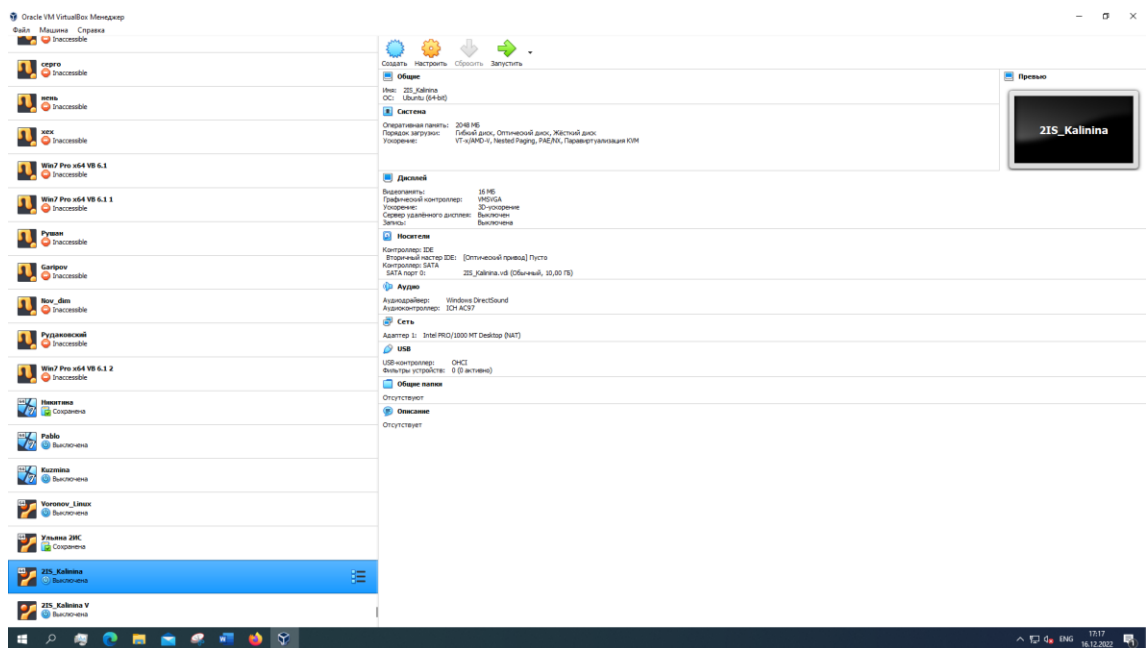 Oracle VM VirtualBox Менеджер
Файл Машина Справка
Inaccessible
серго
Inaccessible
нень
Inaccessible
хех
Inaccessible
Win7 Pro x64 VB 6.1
Inaccessible
Win7 Pro x64 VB 6.1 1
Inaccessible
Рушан
Inaccessible
Garipov
Inaccessible
Nov_dim
Inaccessible
Рудаковский
Inaccessible
Win7 Pro x64 VB 6.1 2
Inaccessible
Никитина
Сохранена
Pablo
Выключена
Kuzmina
Выключена
Voronov_Linux
Выключена
Ульяна 2ИС
Сохранена
2IS_Kalinina
Выключена
2IS_Kalinina V
Выключена
Создать Настроить Сбросить Запустить
Общие
Имя: 2IS_Kalinina
ОС: Ubuntu (64-bit)
Система
Оперативная память: 2048 МБ
Порядок загрузки: Гибкий диск, Оптический диск, Жёсткий диск
Ускорение: VT-x/AMD-V, Nested Paging, PAE/NX, Паравиртуализация KVM
Превью
2IS_Kalinina
Дисплей
Видеопамять: 16 МБ
Графический контроллер: VMSVGA
Ускорение: 3D-ускорение
Сервер удалённого дисплея: Выключен
Запись: Выключена
Носители
Контроллер: IDE
Вторичный мастер IDE: [Оптический привод] Пусто
Контроллер: SATA
SATA порт 0: 2IS_Kalinina.vdi (Обычный, 10,00 ГБ)
Аудио
Аудиодрайвер: Windows DirectSound
Аудиоконтроллер: ICH AC97
Сеть
Адаптер 1: Intel PRO/1000 MT Desktop (NAT)
USB
USB-контроллер: OHCI
Фильтры устройств: 0 (0 активно)
Общие папки
Отсутствуют
Описание
Отсутствует
ENG
17:17
16.12.2022